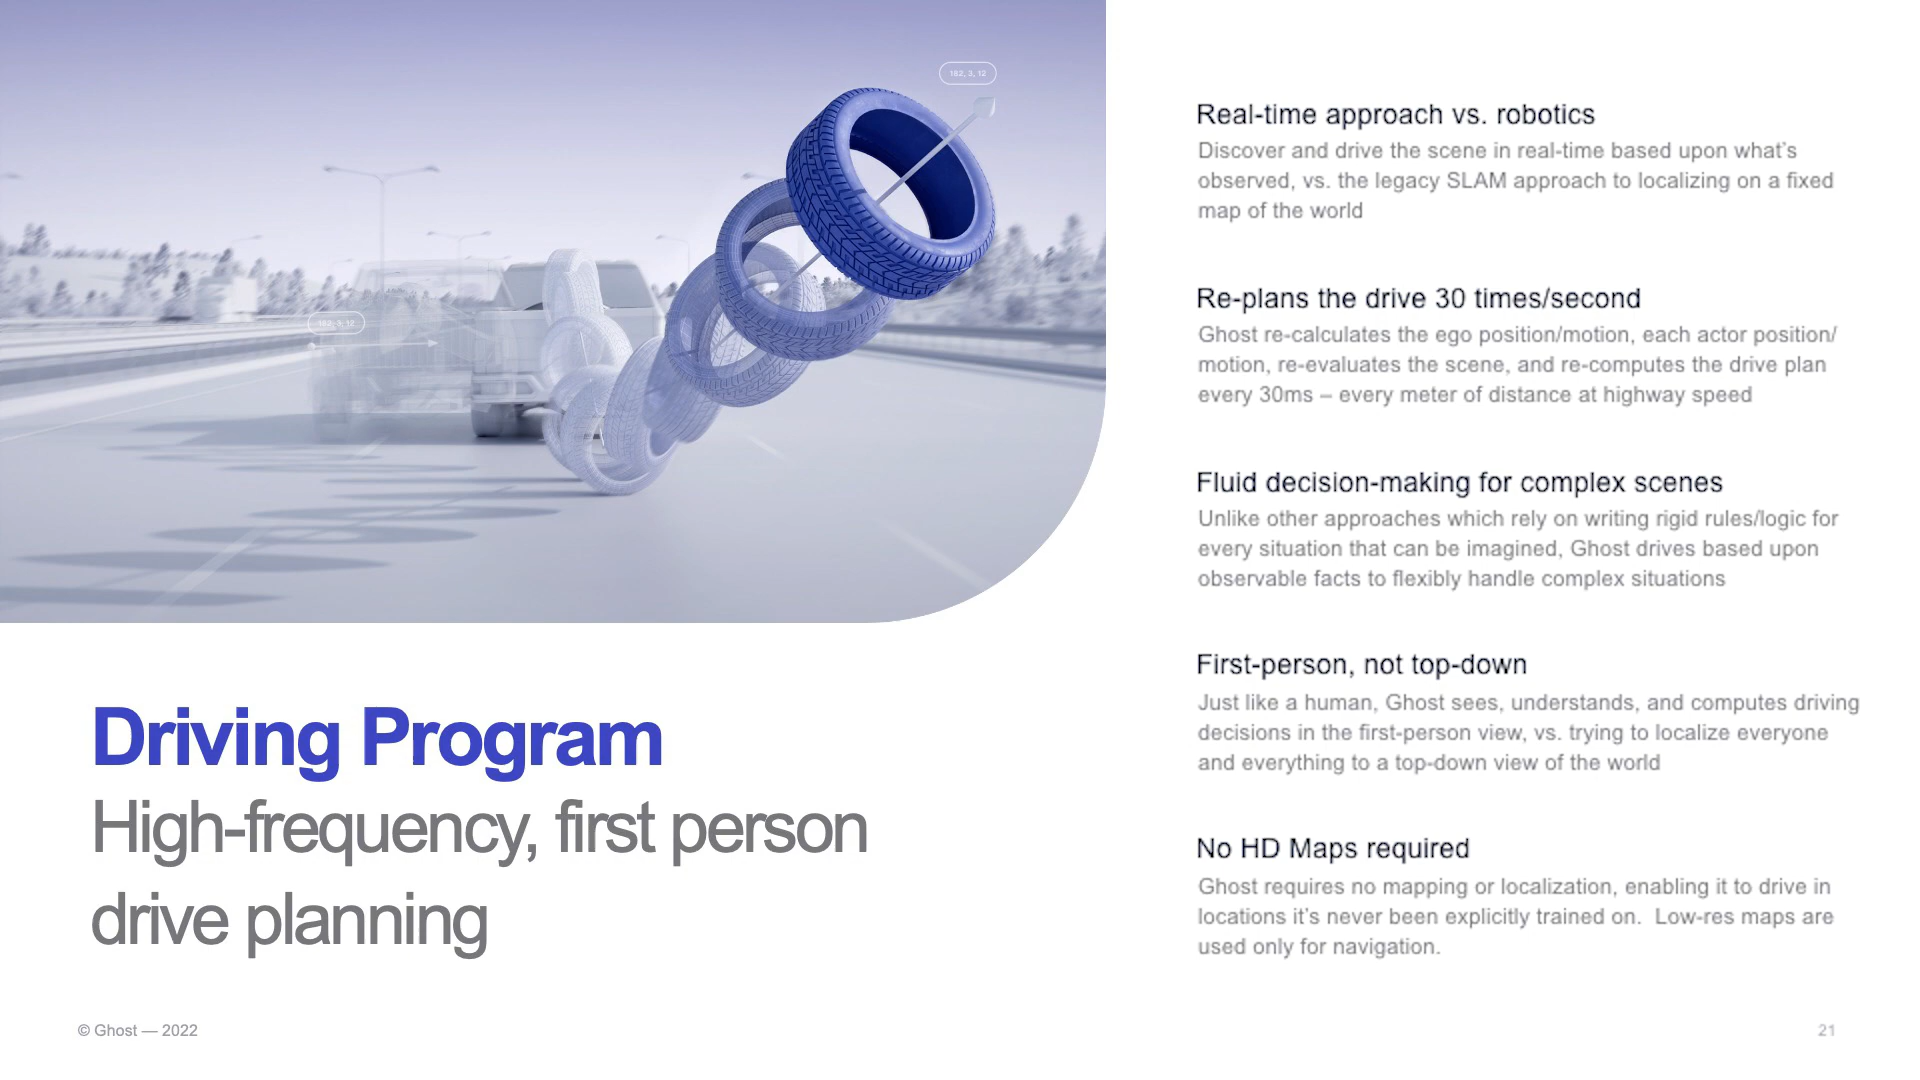 182, 3, 12
182, 3, 12
Driving Program
High-frequency, first person
drive planning
Real-time approach vs. robotics
Discover and drive the scene in real-time based upon what's
observed, vs. the legacy SLAM approach to localizing on a fixed
map of the world
Re-plans the drive 30 times/second
Ghost re-calculates the ego position/motion, each actor position/
motion, re-evaluates the scene, and re-computes the drive plan
every 30ms – every meter of distance at highway speed
Fluid decision-making for complex scenes
Unlike other approaches which rely on writing rigid rules/logic for
every situation that can be imagined, Ghost drives based upon
observable facts to flexibly handle complex situations
First-person, not top-down
Just like a human, Ghost sees, understands, and computes driving
decisions in the first-person view, vs. trying to localize everyone
and everything to a top-down view of the world
No HD Maps required
Ghost requires no mapping or localization, enabling it to drive in
locations it's never been explicitly trained on.  Low-res maps are
used only for navigation.
© Ghost — 2022
21